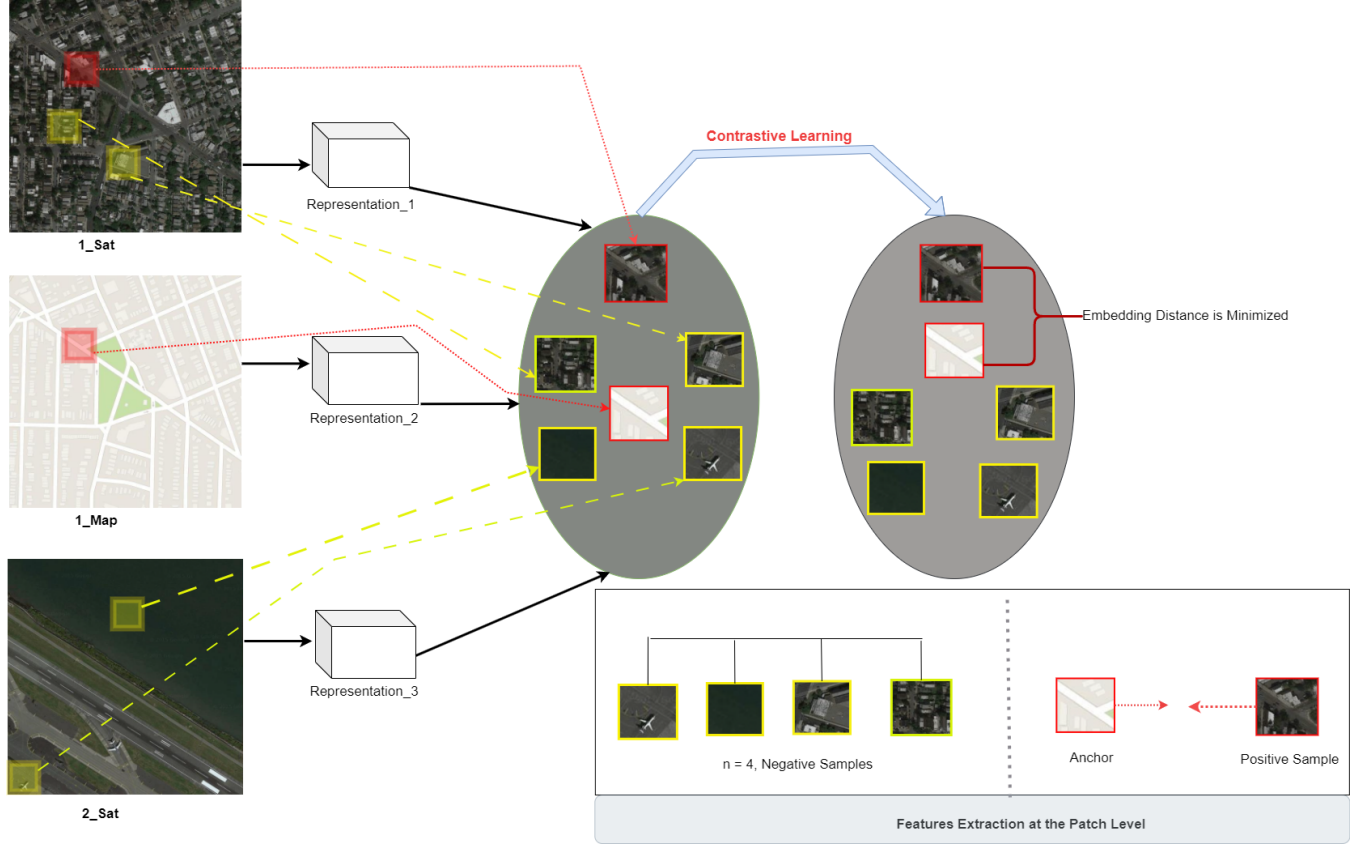 Contrastive Learning
Representation_1
1_Sat
Embedding Distance is Minimized
Representation_2
1_Map
Representation_3
n = 4, Negative Samples
Anchor
Positive Sample
2_Sat
Features Extraction at the Patch Level